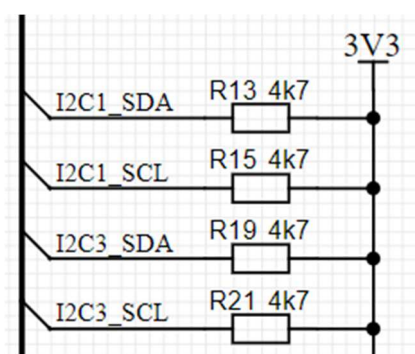 3V3
I2C1_SDA R13 4k7
I2C1_SCL R15 4k7
I2C3_SDA R19 4k7
I2C3_SCL R21 4k7